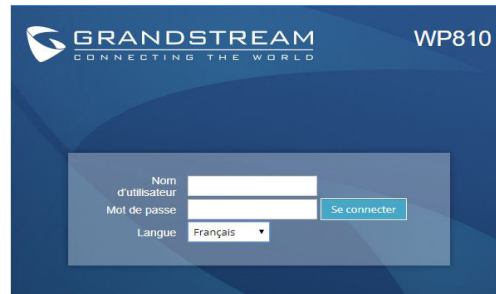 GRANDSTREAM
CONNECTING THE WORLD
WP810
Nom
d'utilisateur
Mot de passe
Se connecter
Langue
Français